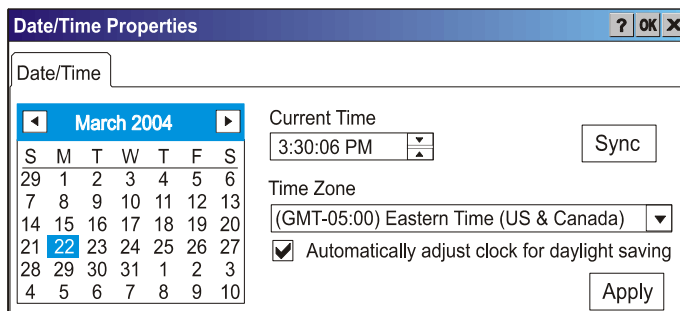 Date/Time Properties
? OK X
Date/Time
March 2004
S M T W T F S
29 1 2 3 4 5 6
7 8 9 10 11 12 13
14 15 16 17 18 19 20
21 22 23 24 25 26 27
28 29 30 31 1 2 3
4 5 6 7 8 9 10
Current Time
3:30:06 PM
Sync
Time Zone
(GMT-05:00) Eastern Time (US & Canada)
Automatically adjust clock for daylight saving
Apply